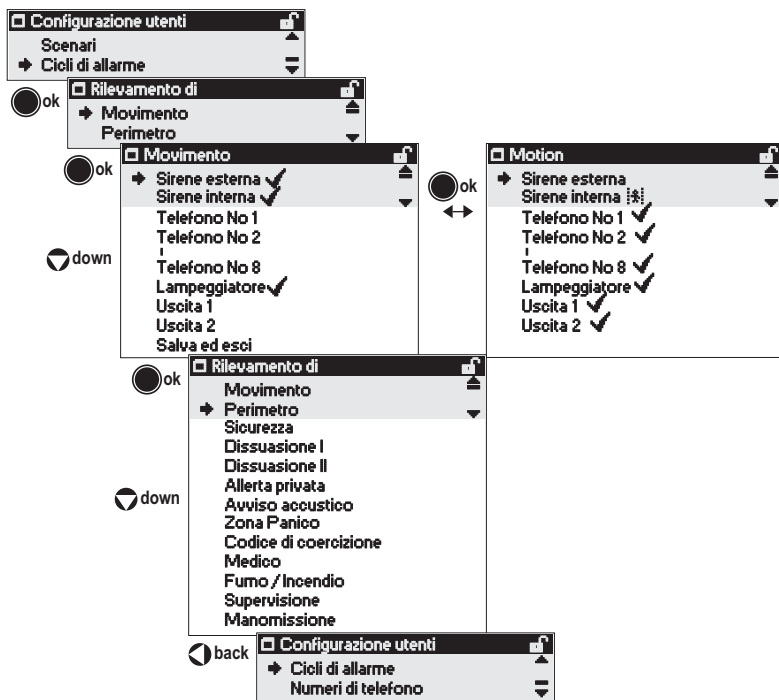 Configurazione utenti
Scenari
Cicli di allarme
ok
Rilevamento di
Movimento
Perimetro
ok
Movimento
Sirene esterna
Sirene interna
Telefono No 1
Telefono No 2
Telefono No 8
Lampeggiatore
Uscita 1
Uscita 2
Salva ed esci
down
ok
Motion
Sirene esterna
Sirene interna
Telefono No 1
Telefono No 2
Telefono No 8
Lampeggiatore
Uscita 1
Uscita 2
ok
Rilevamento di
Movimento
Perimetro
Sicurezza
Dissuasione I
Dissuasione II
Allerta privata
Avviso accustico
Zona Panico
Codice di coercizione
Medico
Fumo / Incendio
Supervisione
Manomissione
down
back
Configurazione utenti
Cicli di allarme
Numeri di telefono